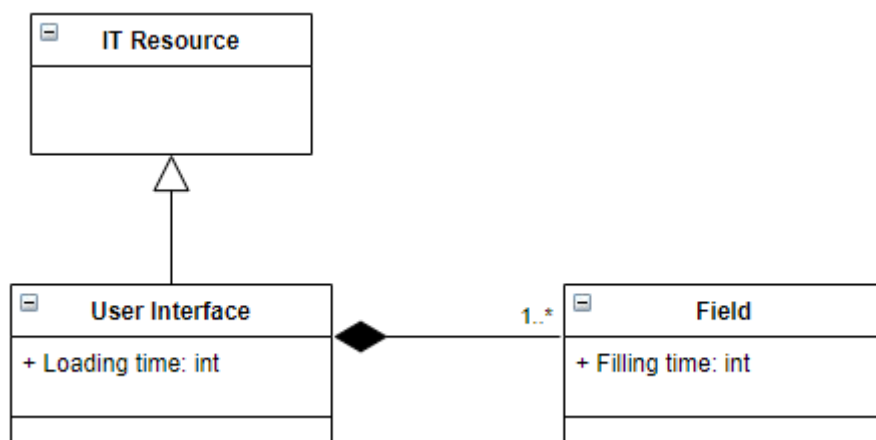 IT Resource
User Interface
1..*
Field
+ Loading time: int
+ Filling time: int